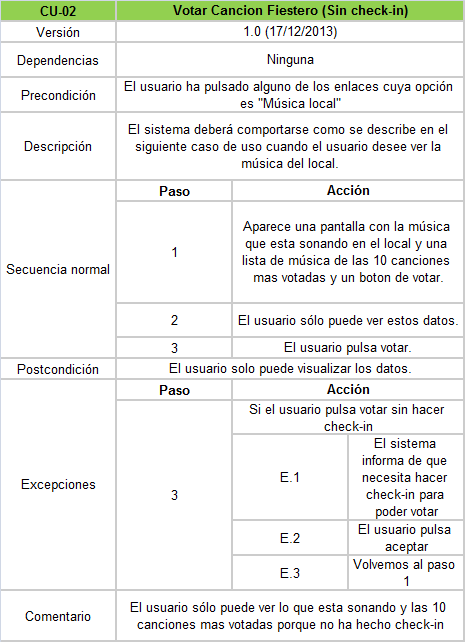 CU-02 Votar Cancion Fiestero (Sin check-in)
Versión 1.0 (17/12/2013)
Dependencias Ninguna
Precondición El usuario ha pulsado alguno de los enlaces cuya opción
es "Música local"
Descripción El sistema deberá comportarse como se describe en el
siguiente caso de uso cuando el usuario desee ver la
música del local.
Secuencia normal
Paso Acción
1 Aparece una pantalla con la música
que esta sonando en el local y una
lista de música de las 10 canciones
mas votadas y un boton de votar.
2 El usuario sólo puede ver estos datos.
3 El usuario pulsa votar.
Postcondición El usuario solo puede visualizar los datos.
Excepciones
Paso Acción
3 Si el usuario pulsa votar sin hacer
check-in
E.1 El sistema
informa de que
necesita hacer
check-in para
poder votar
E.2 El usuario pulsa
aceptar
E.3 Volvemos al paso
1
Comentario El usuario sólo puede ver lo que esta sonando y las 10
canciones mas votadas porque no ha hecho check-in